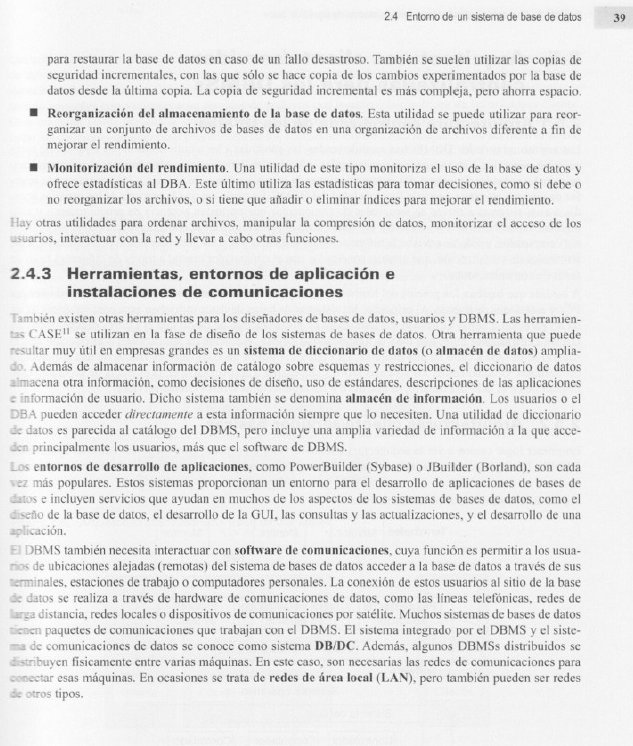 2.4 Entorno de un sistema de base de datos 39
para restaurar la base de datos en caso de un fallo desastroso. También se suelen utilizar las copias de
seguridad incrementales, con las que sólo se hace copia de los cambios experimentados por la base de
datos desde la última copia. La copia de seguridad incremental es más compleja, pero ahorra espacio.
■ Reorganización del almacenamiento de la base de datos. Esta utilidad se puede utilizar para reor-
ganizar un conjunto de archivos de bases de datos en una organización de archivos diferente a fin de
mejorar el rendimiento.
■ Monitorización del rendimiento. Una utilidad de este tipo monitoriza el uso de la base de datos y
ofrece estadísticas al DBA. Este último utiliza las estadísticas para tomar decisiones, como si debe o
no reorganizar los archivos, o si tiene que añadir o eliminar índices para mejorar el rendimiento.
Hay otras utilidades para ordenar archivos, manipular la compresión de datos, monitorizar el acceso de los
usuarios, interactuar con la red y llevar a cabo otras funciones.
2.4.3 Herramientas, entornos de aplicación e
instalaciones de comunicaciones
También existen otras herramientas para los diseñadores de bases de datos, usuarios y DBMS. Las herramien-
tas CASE¹¹ se utilizan en la fase de diseño de los sistemas de bases de datos. Otra herramienta que puede
resultar muy útil en empresas grandes es un sistema de diccionario de datos (o almacén de datos) amplia-
do. Además de almacenar información de catálogo sobre esquemas y restricciones, el diccionario de datos
almacena otra información, como decisiones de diseño, uso de estándares, descripciones de las aplicaciones
e información de usuario. Dicho sistema también se denomina almacén de información. Los usuarios o el
DBA pueden acceder directamente a esta información siempre que lo necesiten. Una utilidad de diccionario
de datos es parecida al catálogo del DBMS, pero incluye una amplia variedad de información a la que acce-
den principalmente los usuarios, más que el software de DBMS.
Los entornos de desarrollo de aplicaciones, como PowerBuilder (Sybase) o JBuilder (Borland), son cada
vez más populares. Estos sistemas proporcionan un entorno para el desarrollo de aplicaciones de bases de
datos e incluyen servicios que ayudan en muchos de los aspectos de los sistemas de bases de datos, como el
diseño de la base de datos, el desarrollo de la GUI, las consultas y las actualizaciones, y el desarrollo de una
aplicación.
El DBMS también necesita interactuar con software de comunicaciones, cuya función es permitir a los usua-
rios de ubicaciones alejadas (remotas) del sistema de bases de datos acceder a la base de datos a través de sus
terminales, estaciones de trabajo o computadores personales. La conexión de estos usuarios al sitio de la base
de datos se realiza a través de hardware de comunicaciones de datos, como las líneas telefónicas, redes de
larga distancia, redes locales o dispositivos de comunicaciones por satélite. Muchos sistemas de bases de datos
tienen paquetes de comunicaciones que trabajan con el DBMS. El sistema integrado por el DBMS y el siste-
ma de comunicaciones de datos se conoce como sistema DB/DC. Además, algunos DBMSs distribuidos se
distribuyen físicamente entre varias máquinas. En este caso, son necesarias las redes de comunicaciones para
conectar esas máquinas. En ocasiones se trata de redes de área local (LAN), pero también pueden ser redes
de otros tipos.